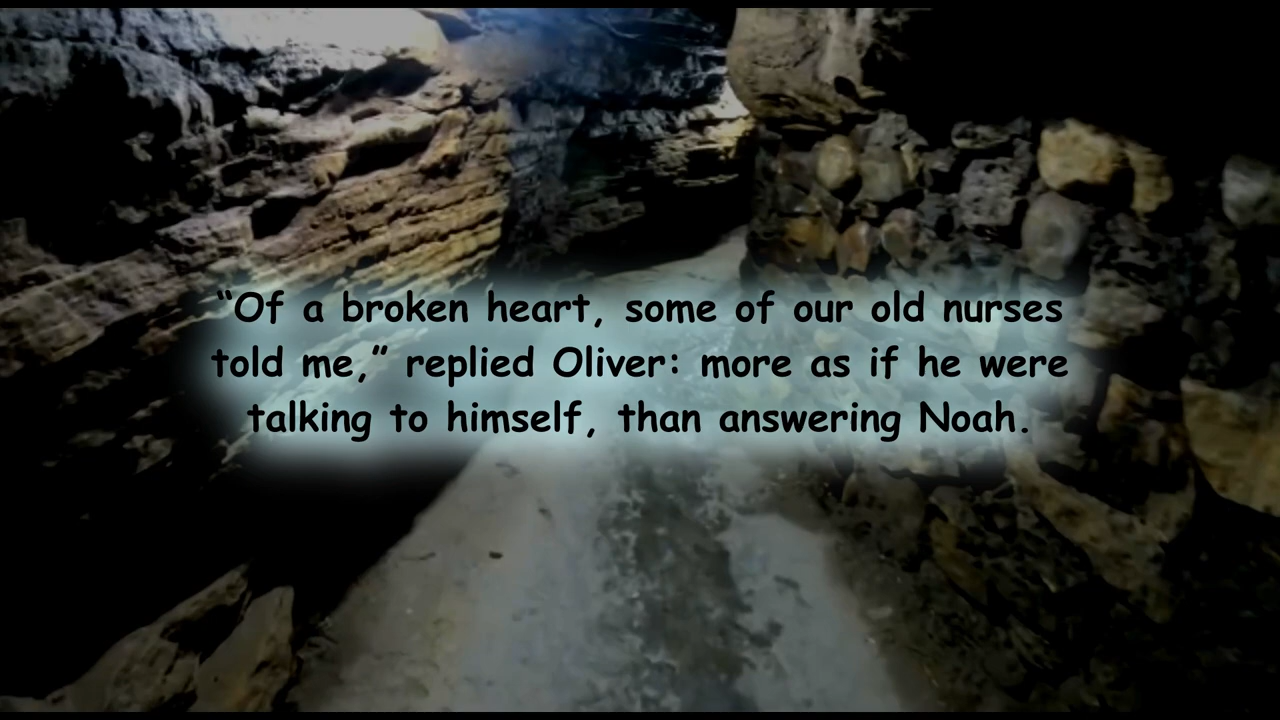 “Of a broken heart, some of our old nurses
told me,” replied Oliver: more as if he were
talking to himself, than answering Noah.